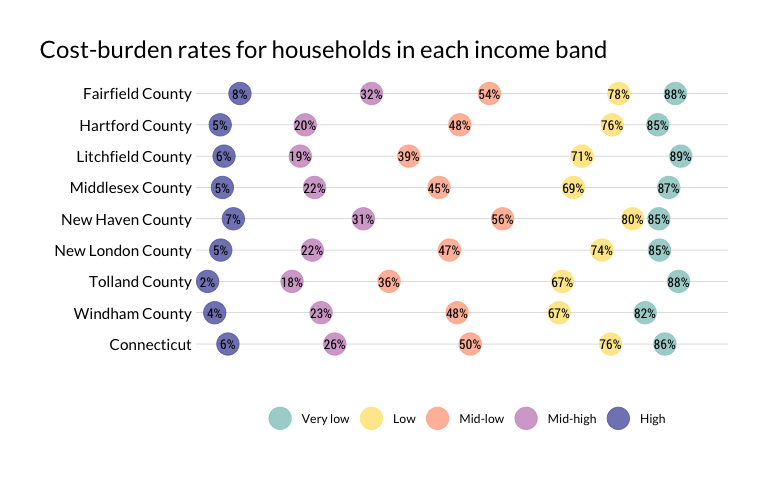 Cost-burden rates for households in each income band
Fairfield County 8% 32% 54% 78% 88%
Hartford County 5% 20% 48% 76% 85%
Litchfield County 6% 19% 39% 71% 89%
Middlesex County 5% 22% 45% 69% 87%
New Haven County 7% 31% 56% 80% 85%
New London County 5% 22% 47% 74% 85%
Tolland County 2% 18% 36% 67% 88%
Windham County 4% 23% 48% 67% 82%
Connecticut 6% 26% 50% 76% 86%
Very low Low Mid-low Mid-high High